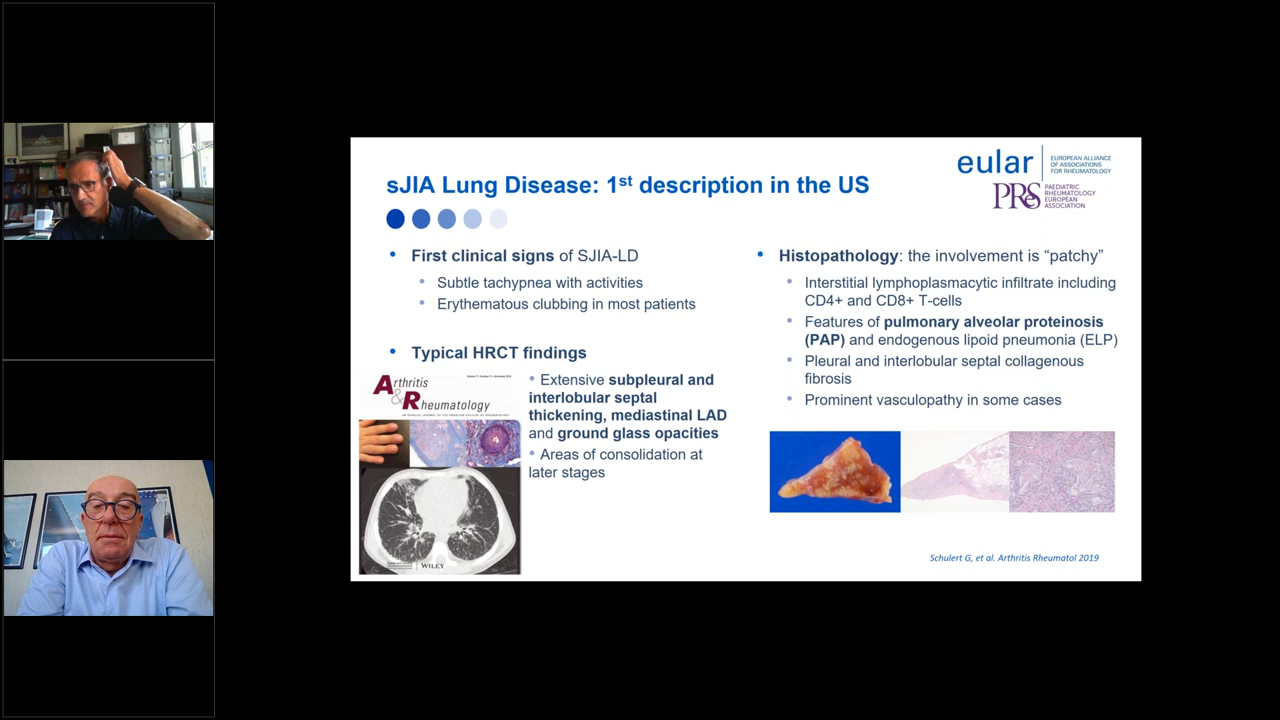 sJIA Lung Disease: 1st description in the US
eular
EUROPEAN ALLIANCE
OF ASSOCIATIONS
FOR RHEUMATOLOGY
PReS
PAEDIATRIC
RHEUMATOLOGY
EUROPEAN
ASSOCIATION
• First clinical signs of SJIA-LD
• Subtle tachypnea with activities
• Erythematous clubbing in most patients
• Typical HRCT findings
Arthritis
& Rheumatology
• Extensive subpleural and
interlobular septal
thickening, mediastinal LAD
and ground glass opacities
• Areas of consolidation at
later stages
WILEY
• Histopathology: the involvement is “patchy”
• Interstitial lymphoplasmacytic infiltrate including
CD4+ and CD8+ T-cells
• Features of pulmonary alveolar proteinosis
(PAP) and endogenous lipoid pneumonia (ELP)
• Pleural and interlobular septal collagenous
fibrosis
• Prominent vasculopathy in some cases
Schulert G, et al. Arthritis Rheumatol 2019